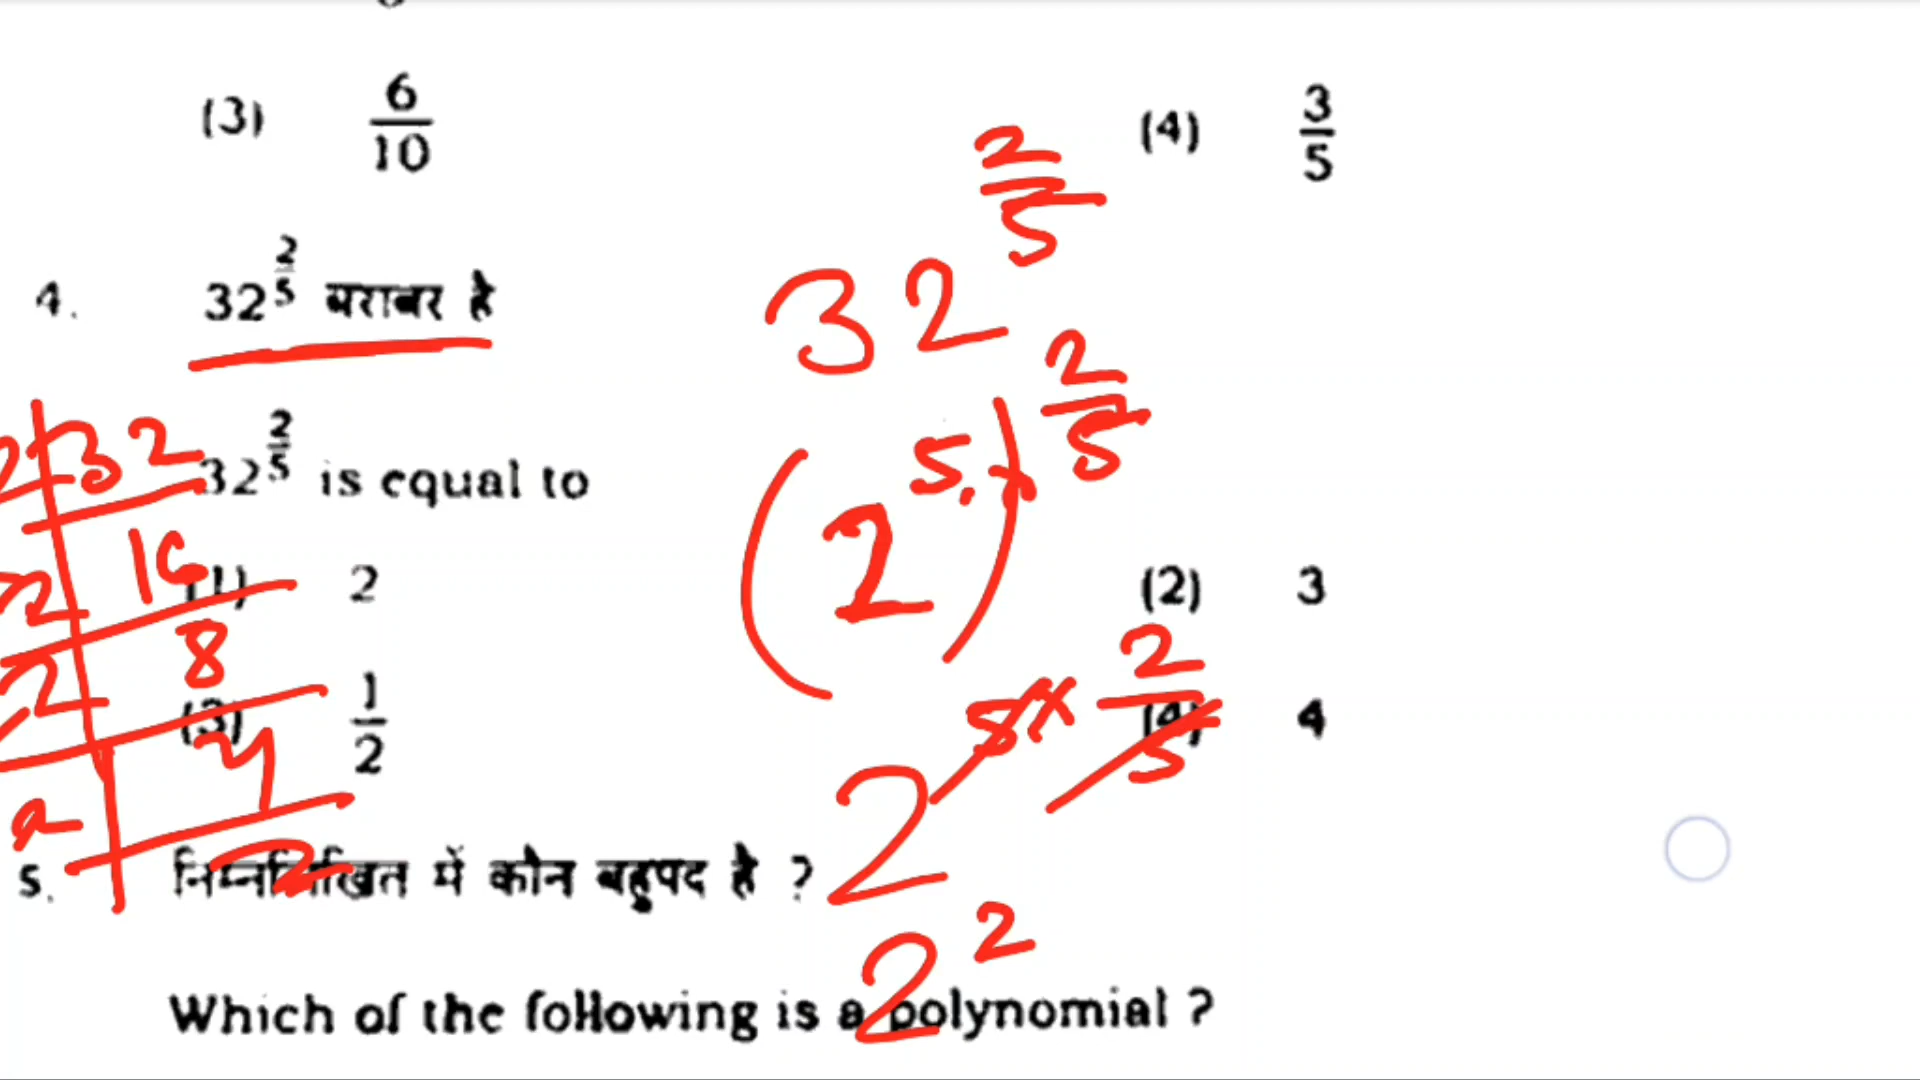 (3) 6/10 (4) 3/5
4. 32^2/5 बराबर है
32^2/5
32^2/5 is equal to
(2^5)×2/5
2 32
2 16
2 8
2 4
2
(1) 2 (2) 3
(3) 1/2 (4) 4
2^5×2/5
2^2
5. निम्नलिखित में कौन बहुपद है ?
Which of the following is a polynomial ?